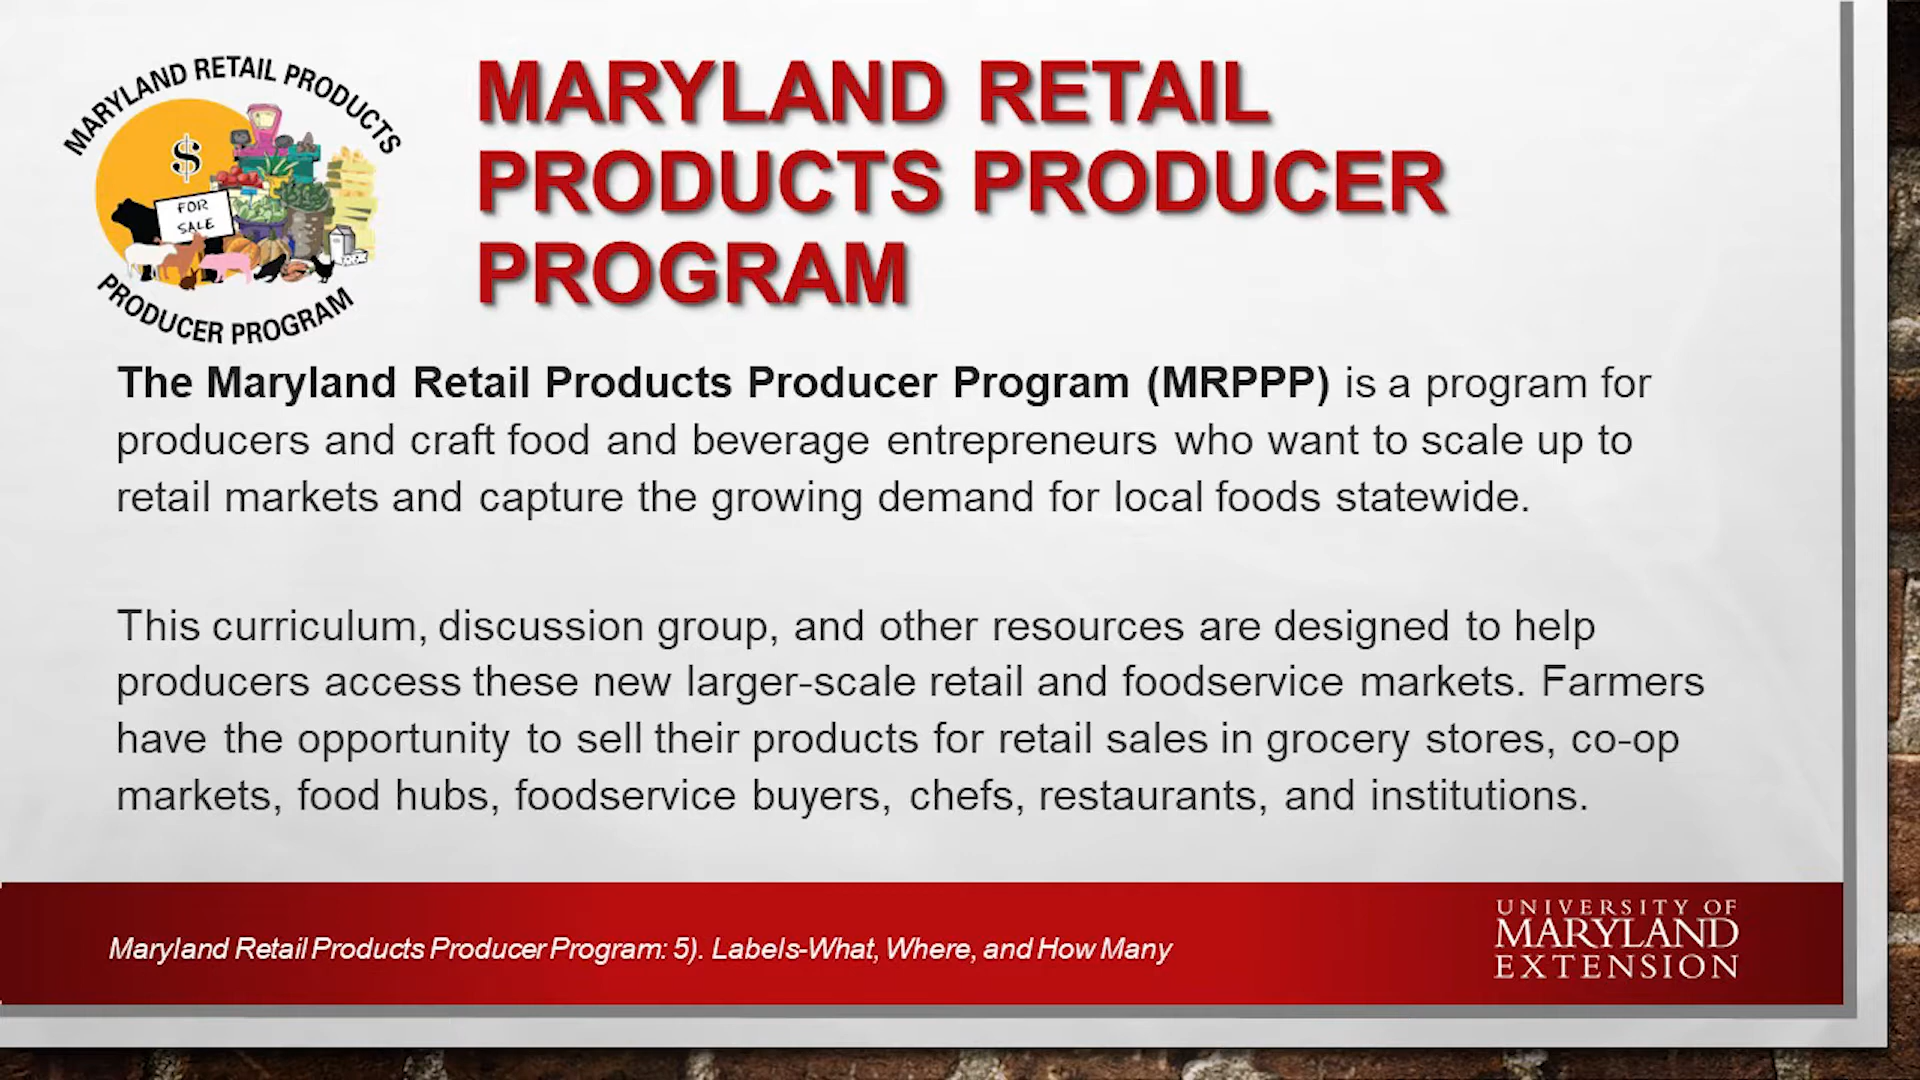 MARYLAND RETAIL PRODUCTS
$
FOR
SALE
PRODUCER PROGRAM
MARYLAND RETAIL
PRODUCTS PRODUCER
PROGRAM
The Maryland Retail Products Producer Program (MRPPP) is a program for
producers and craft food and beverage entrepreneurs who want to scale up to
retail markets and capture the growing demand for local foods statewide.
This curriculum, discussion group, and other resources are designed to help
producers access these new larger-scale retail and foodservice markets. Farmers
have the opportunity to sell their products for retail sales in grocery stores, co-op
markets, food hubs, foodservice buyers, chefs, restaurants, and institutions.
Maryland Retail Products Producer Program: 5). Labels-What, Where, and How Many
UNIVERSITY OF
MARYLAND
EXTENSION